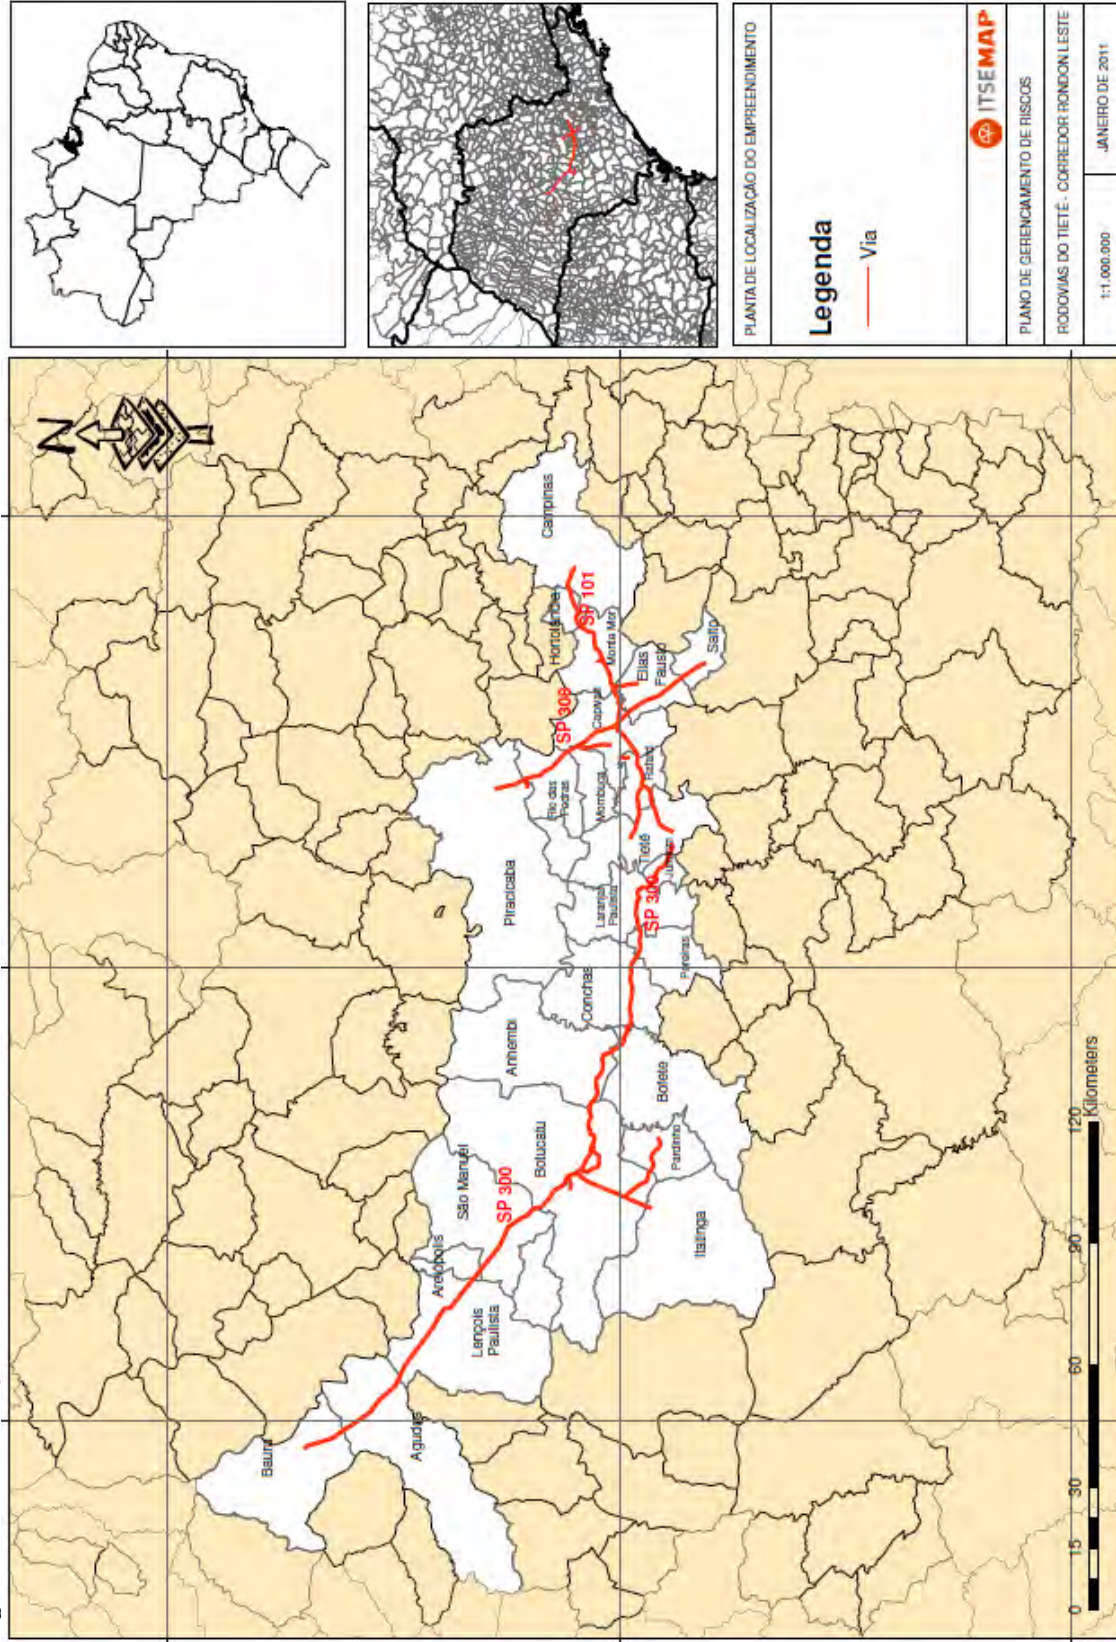 N
Bauru
Agudos
Lençóis
Paulista
Areiópolis
São Manuel
SP 300
Botucatu
Itatinga
Pardinho
Bofete
Anhembi
Conchas
Pereiras
Piracicaba
Laranjal
Paulista
SP 300
Jumirim
Tietê
Rio das
Pedras
Mombuca
Rafard
SP 308
Capivari
Elias
Fausto
Salto
Monte Mor
Hortolândia
SP 101
Campinas
0 15 30 60 90 120
Kilometers
PLANTA DE LOCALIZAÇÃO DO EMPREENDIMENTO
Legenda
Via
ITSEMAP
PLANO DE GERENCIAMENTO DE RISCOS
RODOVIAS DO TIETÊ - CORREDOR RONDON LESTE
1:1.000.000
JANEIRO DE 2011